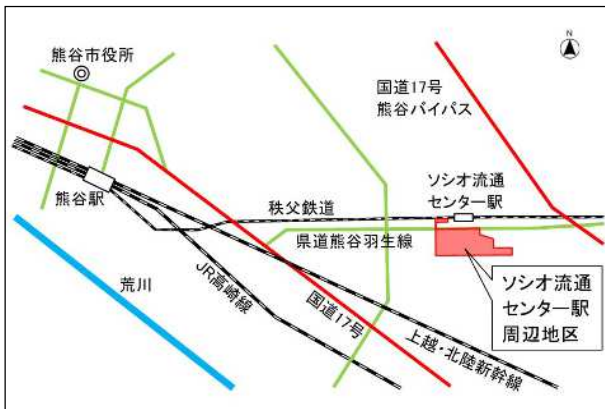 N
熊谷市役所
国道17号
熊谷バイパス
ソシオ流通
センター駅
秩父鉄道
熊谷駅
県道熊谷羽生線
荒川
JR高崎線
国道17号
上越・北陸新幹線
ソシオ流通
センター駅
周辺地区